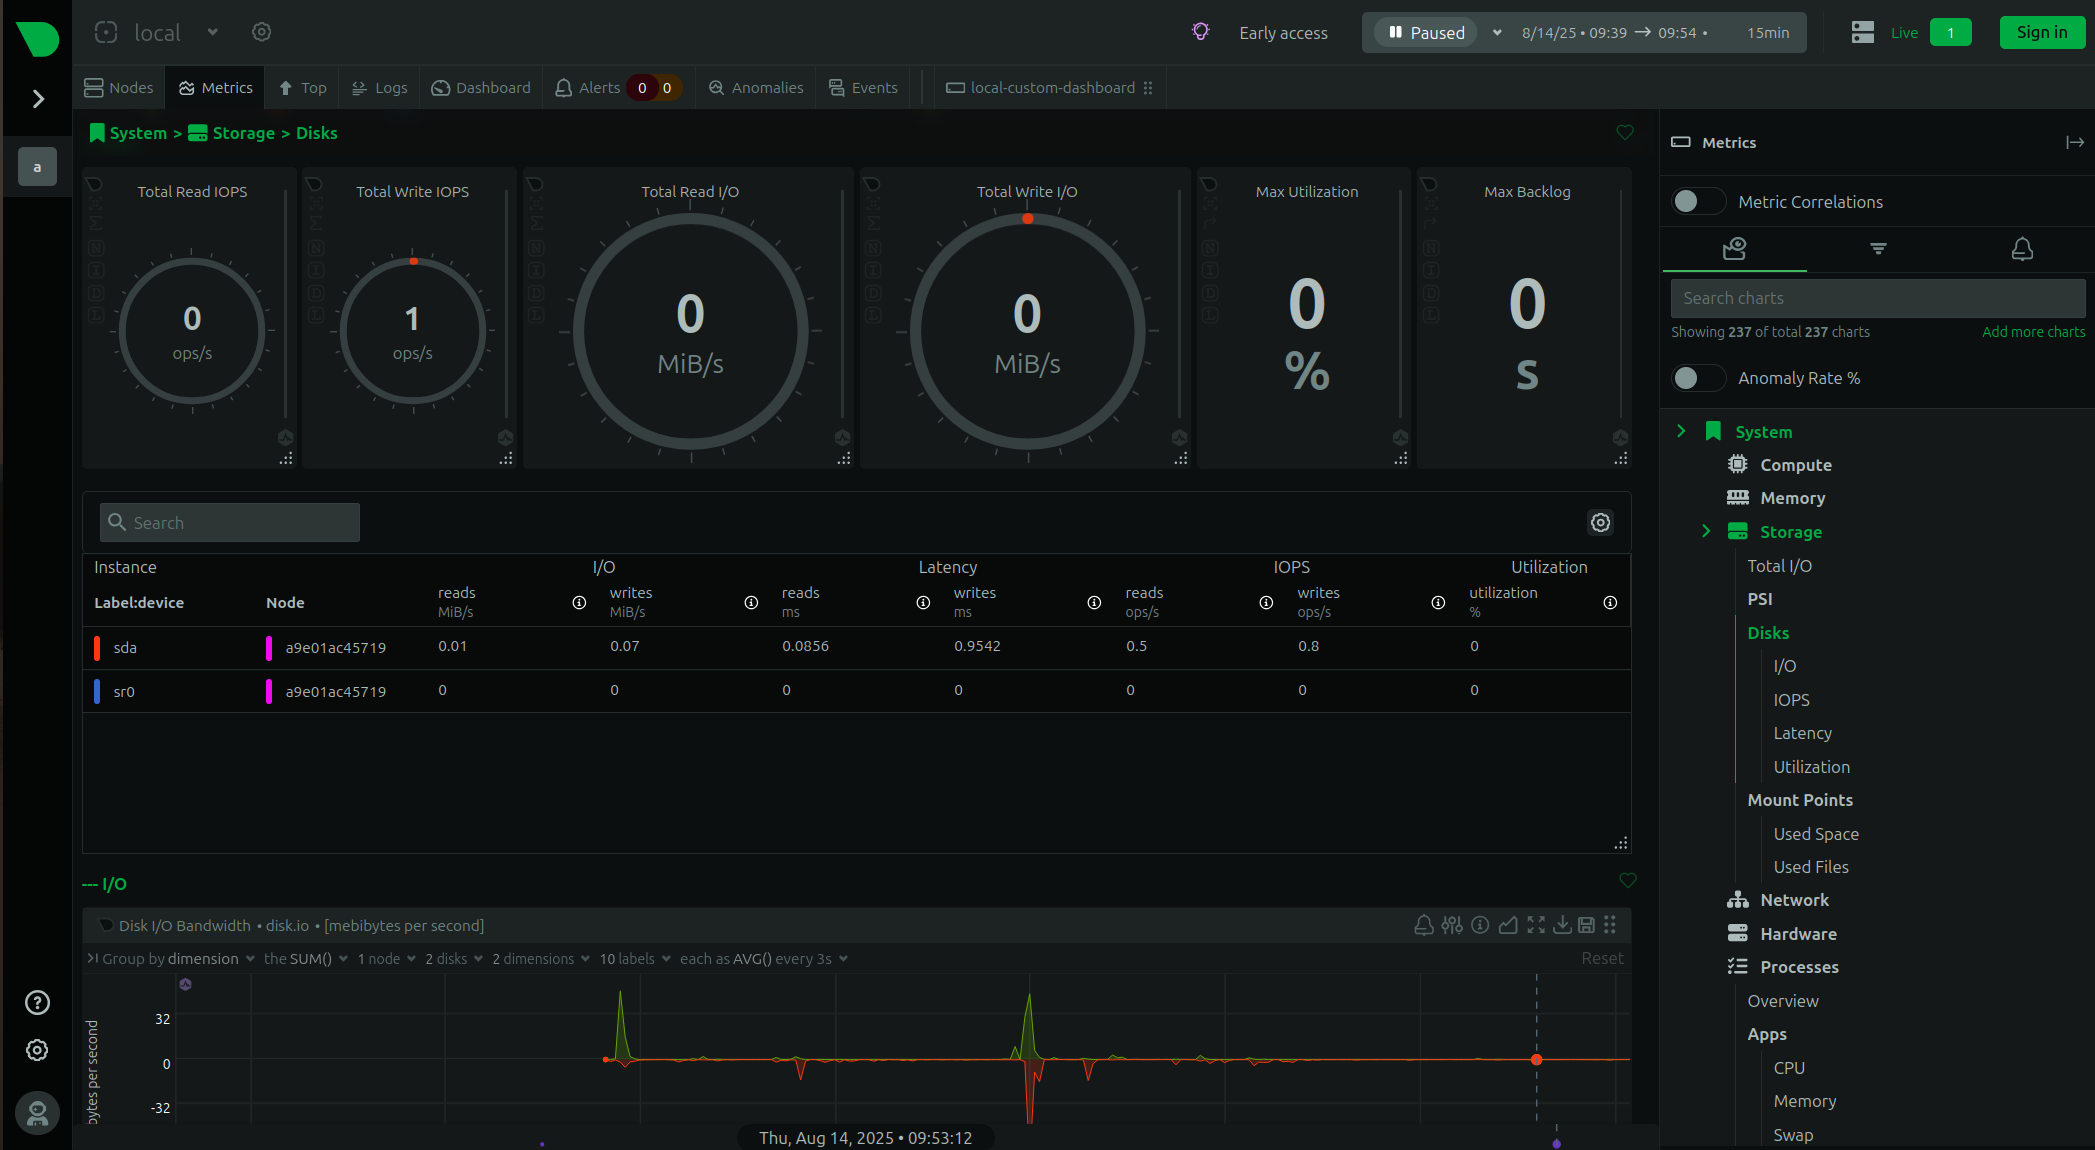 local
Early access
Paused
8/14/25 • 09:39 → 09:54 •
15min
Live
1
Sign in
Nodes
Metrics
Top
Logs
Dashboard
Alerts 0 0
Anomalies
Events
local-custom-dashboard
a
System > Storage > Disks
Total Read IOPS
0
ops/s
N
I
D
L
Total Write IOPS
1
ops/s
N
I
D
L
Total Read I/O
0
MiB/s
N
I
D
L
Total Write I/O
0
MiB/s
N
I
D
L
Max Utilization
0
%
N
I
D
L
Max Backlog
0
s
N
I
D
L
Search
Instance I/O Latency IOPS Utilization
Label:device Node reads writes reads writes reads writes utilization
MiB/s MiB/s ms ms ops/s ops/s %
sda a9e01ac45719 0.01 0.07 0.0856 0.9542 0.5 0.8 0
sr0 a9e01ac45719 0 0 0 0 0 0 0
--- I/O
Disk I/O Bandwidth • disk.io • [mebibytes per second]
Group by dimension the SUM() 1 node 2 disks 2 dimensions 10 labels each as AVG() every 3s Reset
bytes per second
32
0
-32
Thu, Aug 14, 2025 • 09:53:12
Metrics
Metric Correlations
Search charts
Showing 237 of total 237 charts
Add more charts
Anomaly Rate %
System
Compute
Memory
Storage
Total I/O
PSI
Disks
I/O
IOPS
Latency
Utilization
Mount Points
Used Space
Used Files
Network
Hardware
Processes
Overview
Apps
CPU
Memory
Swap